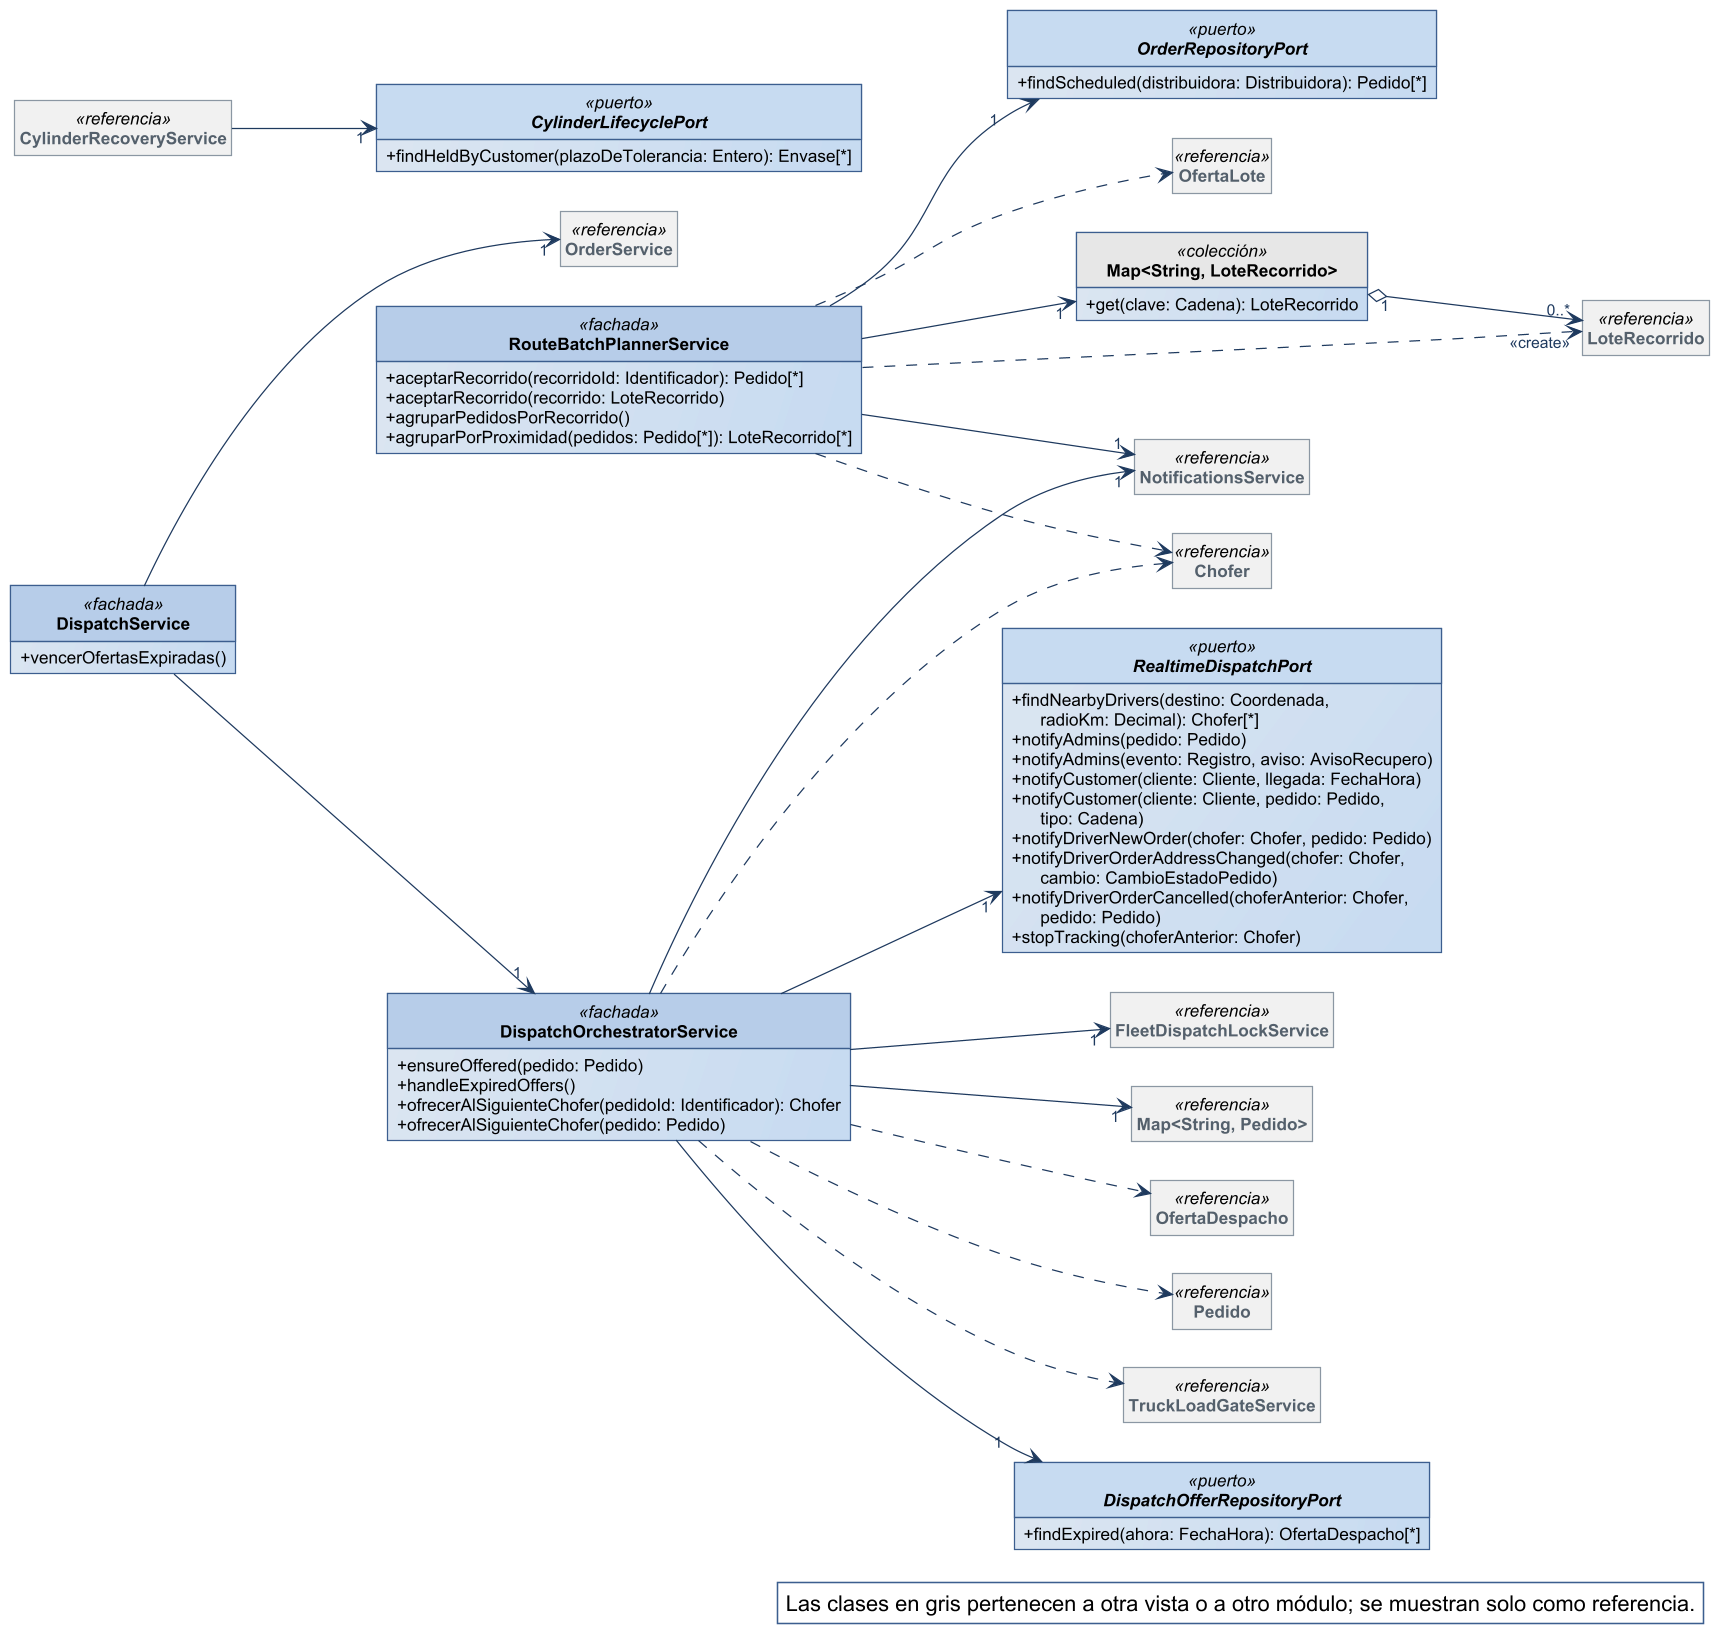 «puerto»
OrderRepositoryPort
+findScheduled(distribuidora: Distribuidora): Pedido[*]
1
«referencia»
CylinderRecoveryService
1
«puerto»
CylinderLifecyclePort
+findHeldByCustomer(plazoDeTolerancia: Entero): Envase[*]
«referencia»
OfertaLote
«referencia»
OrderService
1
«colección»
Map<String, LoteRecorrido>
+get(clave: Cadena): LoteRecorrido
1
1
0..*
«referencia»
LoteRecorrido
«create»
«fachada»
RouteBatchPlannerService
+aceptarRecorrido(recorridoId: Identificador): Pedido[*]
+aceptarRecorrido(recorrido: LoteRecorrido)
+agruparPedidosPorRecorrido()
+agruparPorProximidad(pedidos: Pedido[*]): LoteRecorrido[*]
1
1
«referencia»
NotificationsService
«referencia»
Chofer
«fachada»
DispatchService
+vencerOfertasExpiradas()
«puerto»
RealtimeDispatchPort
+findNearbyDrivers(destino: Coordenada,
radioKm: Decimal): Chofer[*]
+notifyAdmins(pedido: Pedido)
+notifyAdmins(evento: Registro, aviso: AvisoRecupero)
+notifyCustomer(cliente: Cliente, llegada: FechaHora)
+notifyCustomer(cliente: Cliente, pedido: Pedido,
tipo: Cadena)
+notifyDriverNewOrder(chofer: Chofer, pedido: Pedido)
+notifyDriverOrderAddressChanged(chofer: Chofer,
cambio: CambioEstadoPedido)
+notifyDriverOrderCancelled(choferAnterior: Chofer,
pedido: Pedido)
+stopTracking(choferAnterior: Chofer)
1
1
«fachada»
DispatchOrchestratorService
+ensureOffered(pedido: Pedido)
+handleExpiredOffers()
+ofrecerAlSiguienteChofer(pedidoId: Identificador): Chofer
+ofrecerAlSiguienteChofer(pedido: Pedido)
1
«referencia»
FleetDispatchLockService
1
«referencia»
Map<String, Pedido>
«referencia»
OfertaDespacho
«referencia»
Pedido
«referencia»
TruckLoadGateService
1
«puerto»
DispatchOfferRepositoryPort
+findExpired(ahora: FechaHora): OfertaDespacho[*]
Las clases en gris pertenecen a otra vista o a otro módulo; se muestran solo como referencia.